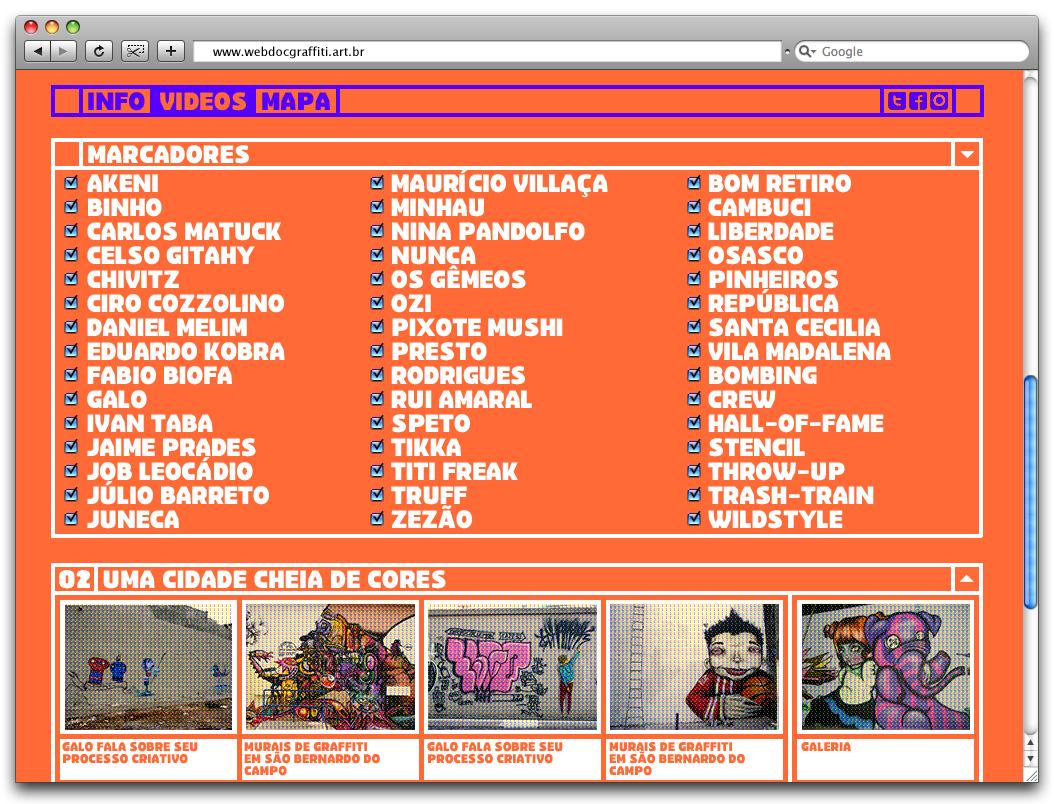 www.webdocgraffiti.art.br
Google
INFO VIDEOS MAPA
MARCADORES
AKENI
BINHO
CARLOS MATUCK
CELSO GITAHY
CHIVITZ
CIRO COZZOLINO
DANIEL MELIM
EDUARDO KOBRA
FABIO BIOFA
GALO
IVAN TABA
JAIME PRADES
JOB LEOCÁDIO
JÚLIO BARRETO
JUNECA
MAURÍCIO VILLAÇA
MINHAU
NINA PANDOLFO
NUNCA
OS GÊMEOS
OZI
PIXOTE MUSHI
PRESTO
RODRIGUES
RUI AMARAL
SPETO
TIKKA
TITI FREAK
TRUFF
ZEZÃO
BOM RETIRO
CAMBUCI
LIBERDADE
OSASCO
PINHEIROS
REPÚBLICA
SANTA CECILIA
VILA MADALENA
BOMBING
CREW
HALL-OF-FAME
STENCIL
THROW-UP
TRASH-TRAIN
WILDSTYLE
02 UMA CIDADE CHEIA DE CORES
GALO FALA SOBRE SEU
PROCESSO CRIATIVO
MURAIS DE GRAFFITI
EM SÃO BERNARDO DO
CAMPO
GALO FALA SOBRE SEU
PROCESSO CRIATIVO
MURAIS DE GRAFFITI
EM SÃO BERNARDO DO
CAMPO
GALERIA